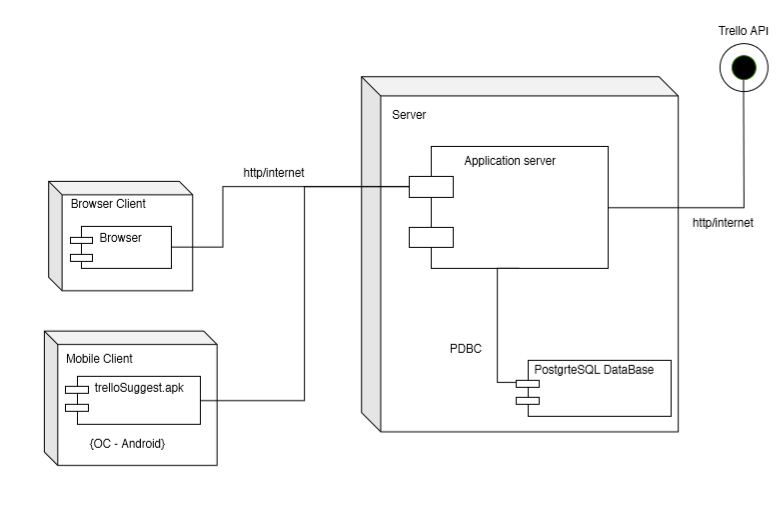 Trello API
Server
Application server
http/internet
Browser Client
Browser
http/internet
PDBC
Mobile Client
PostgrteSQL DataBase
trelloSuggest.apk
{OC - Android}